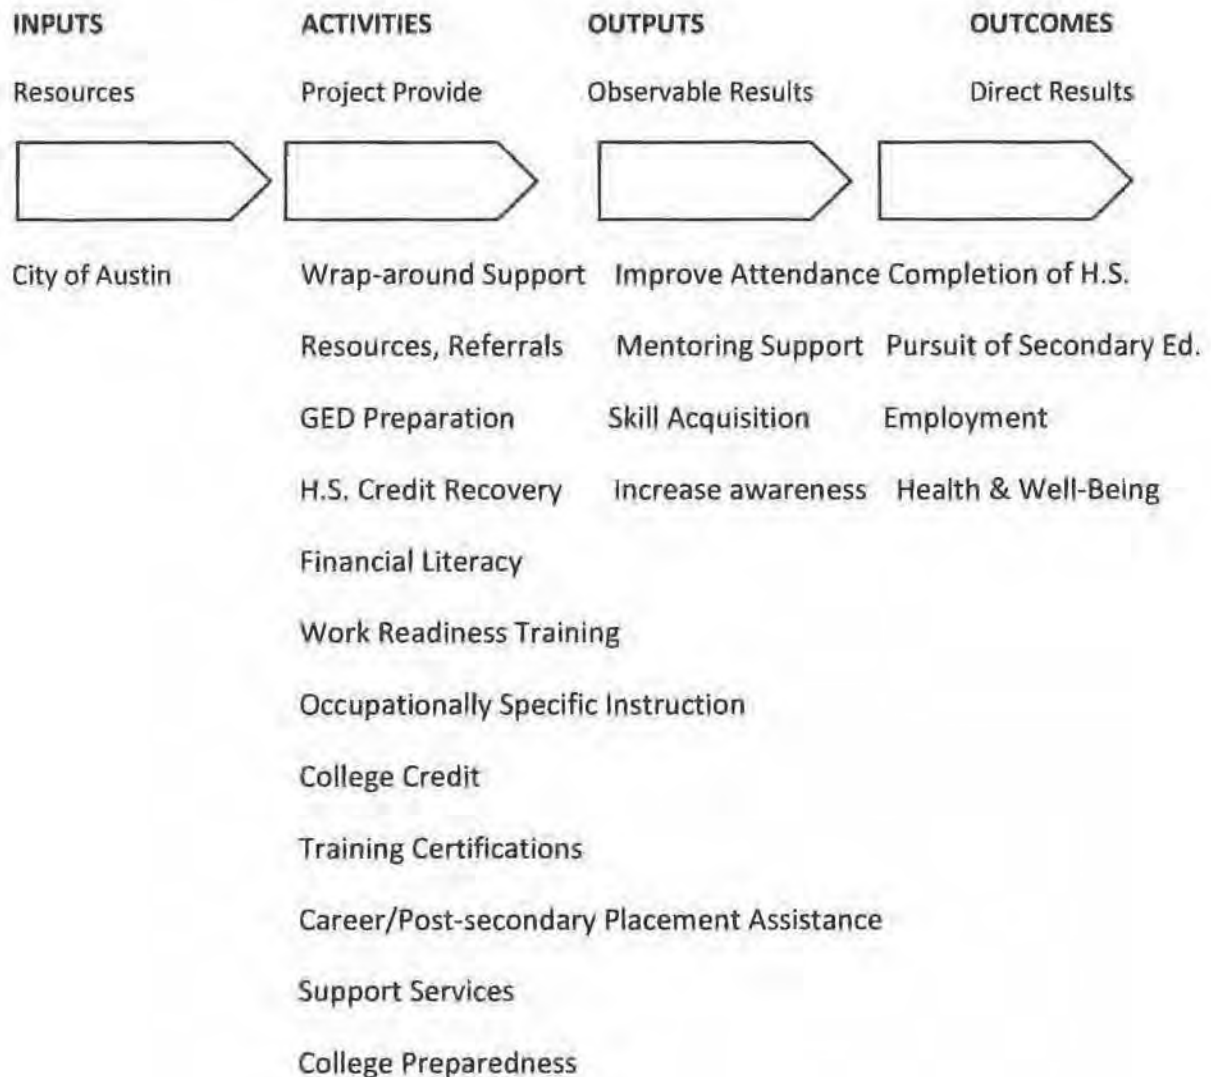 INPUTS ACTIVITIES OUTPUTS OUTCOMES
Resources Project Provide Observable Results Direct Results
City of Austin Wrap-around Support Improve Attendance Completion of H.S.
Resources, Referrals Mentoring Support Pursuit of Secondary Ed.
GED Preparation Skill Acquisition Employment
H.S. Credit Recovery Increase awareness Health & Well-Being
Financial Literacy
Work Readiness Training
Occupationally Specific Instruction
College Credit
Training Certifications
Career/Post-secondary Placement Assistance
Support Services
College Preparedness